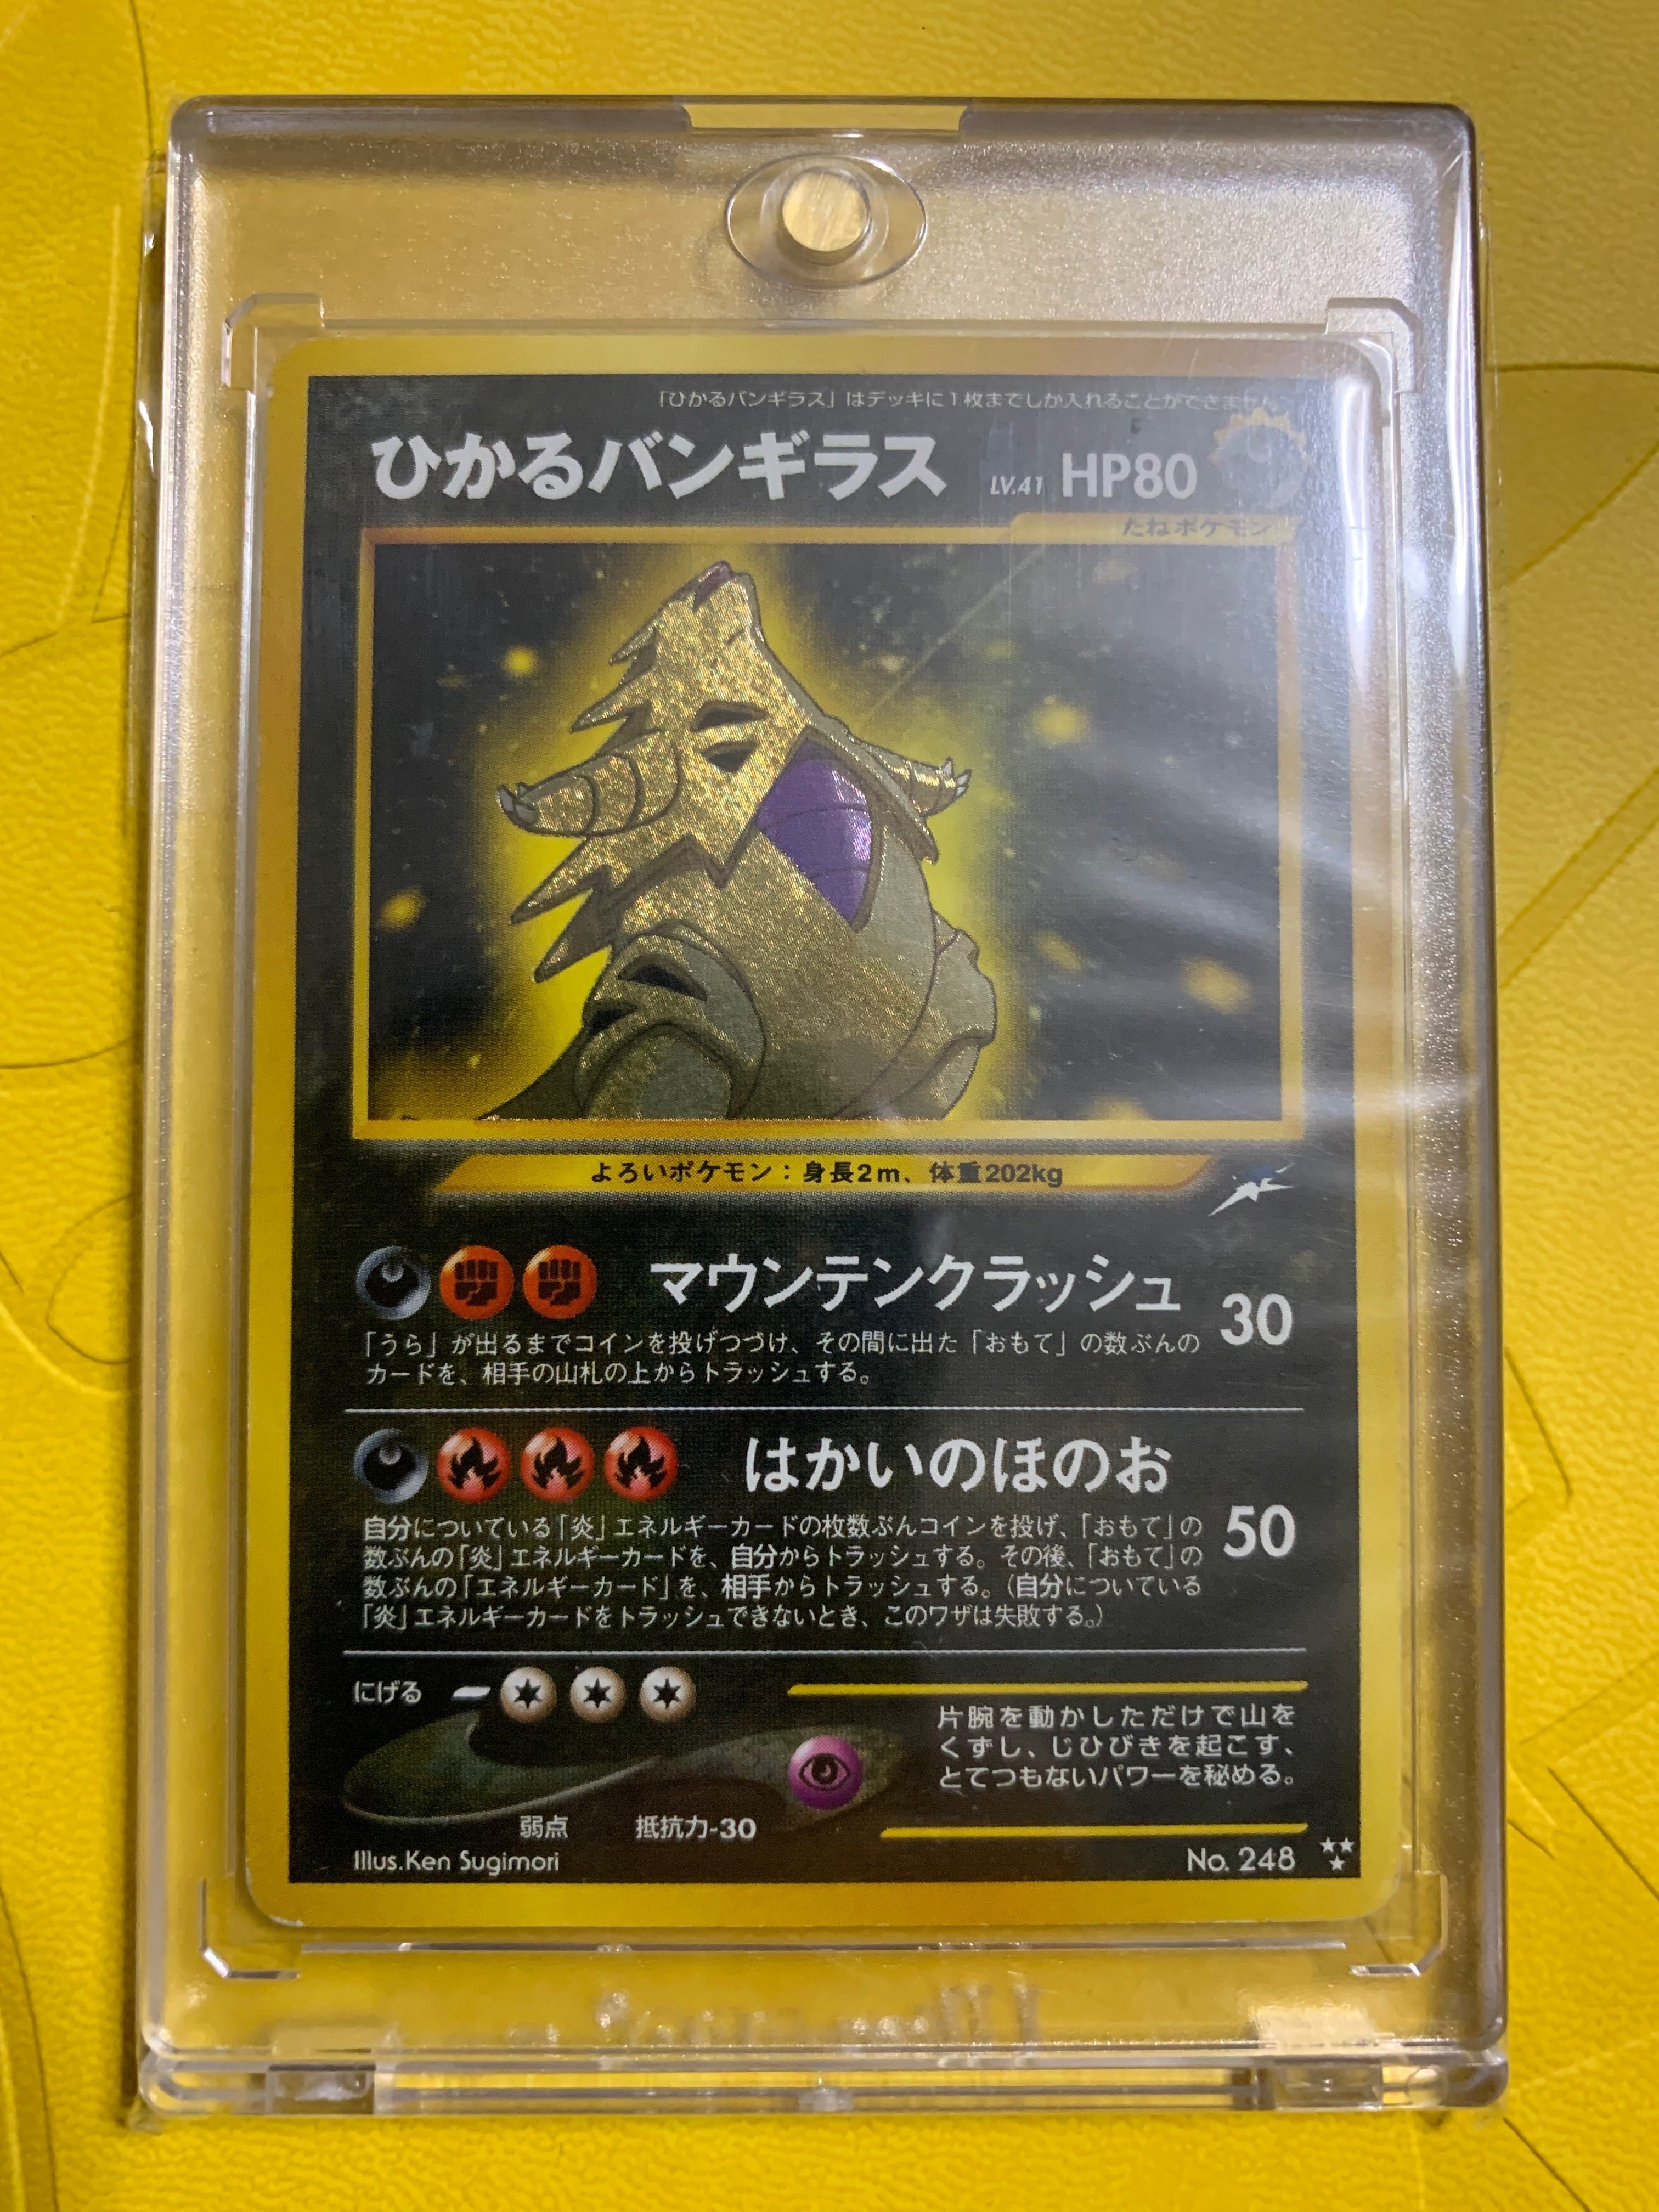 「ひかるバンギラス」はデッキに1枚までしか入れることができません
ひかるバンギラス LV.41 HP80
たねポケモン
よろいポケモン：身長2m、体重202kg
マウンテンクラッシュ 30
「うら」が出るまでコインを投げつづけ、その間に出た「おもて」の数ぶんの
カードを、相手の山札の上からトラッシュする。
はかいのほのお 50
自分についている「炎」エネルギーカードの枚数ぶんコインを投げ、「おもて」の
数ぶんの「炎」エネルギーカードを、自分からトラッシュする。その後、「おもて」の
数ぶんの「エネルギーカード」を、相手からトラッシュする。（自分についている
「炎」エネルギーカードをトラッシュできないとき、このワザは失敗する。）
にげる
片腕を動かしただけで山を
くずし、じひびきを起こす、
とてつもないパワーを秘める。
弱点 抵抗力-30
Illus.Ken Sugimori No. 248